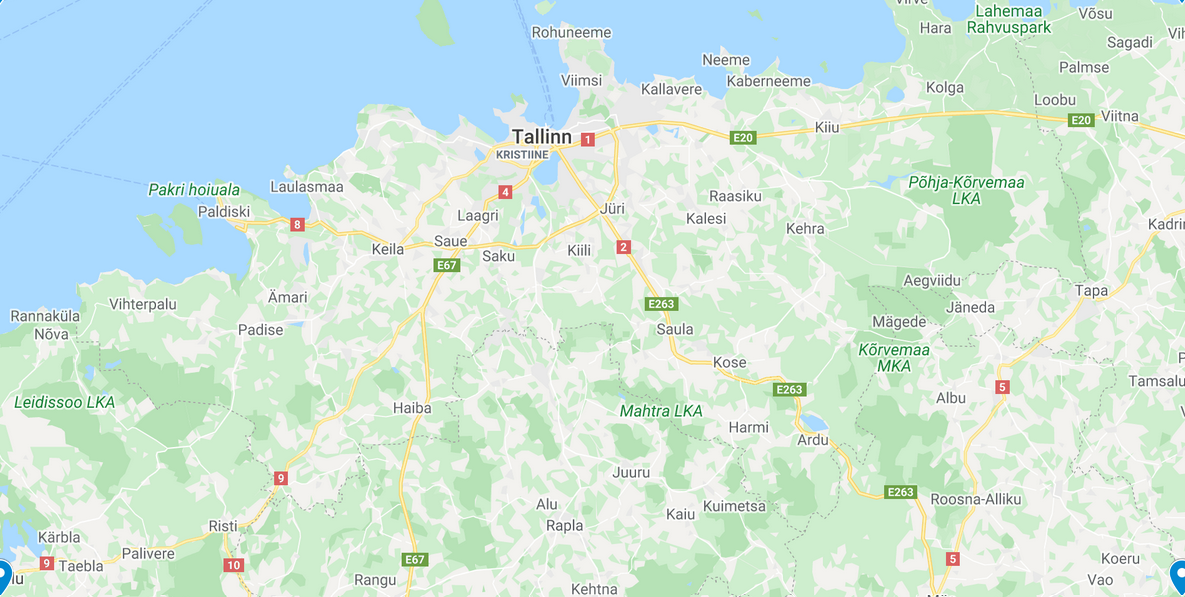 Hara
Lahemaa
Rahvuspark
Võsu
Rohuneeme
Sagadi
Neeme
Palmse
Viimsi
Kaberneeme
Kallavere
Kolga
Loobu
Viitna
E20
Kiiu
Tallinn
1
E20
KRISTIINE
Pakri hoiuala
Laulasmaa
4
Põhja-Kõrvemaa
LKA
Raasiku
Paldiski
Laagri
Jüri
Kalesi
8
Kehra
Keila
Saue
Saku
Kiili
2
E67
Aegviidu
Tapa
Ämari
Vihterpalu
E263
Jäneda
Rannaküla
Nõva
Padise
Saula
Mägede
Kõrvemaa
MKA
Kose
5
E263
Leidissoo LKA
Haiba
Mahtra LKA
Albu
Harmi
Ardu
9
Juuru
E263
Roosna-Alliku
Alu
Kuimetsa
Kaiu
Risti
Rapla
Kärbla
Palivere
9
Taebla
10
E67
5
Koeru
Rangu
Kehtna
Vao